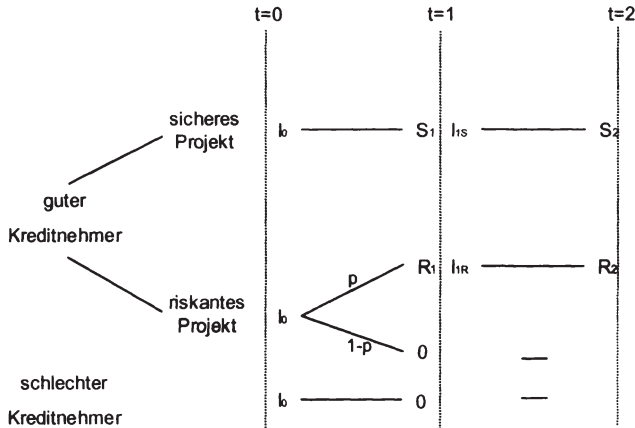 t=0 t=1 t=2
sicheres
Projekt
I₀ S₁ I₁S S₂
guter
Kreditnehmer
p R₁ I₁R R₂
riskantes
Projekt
I₀
1-p 0
schlechter
Kreditnehmer
I₀ 0